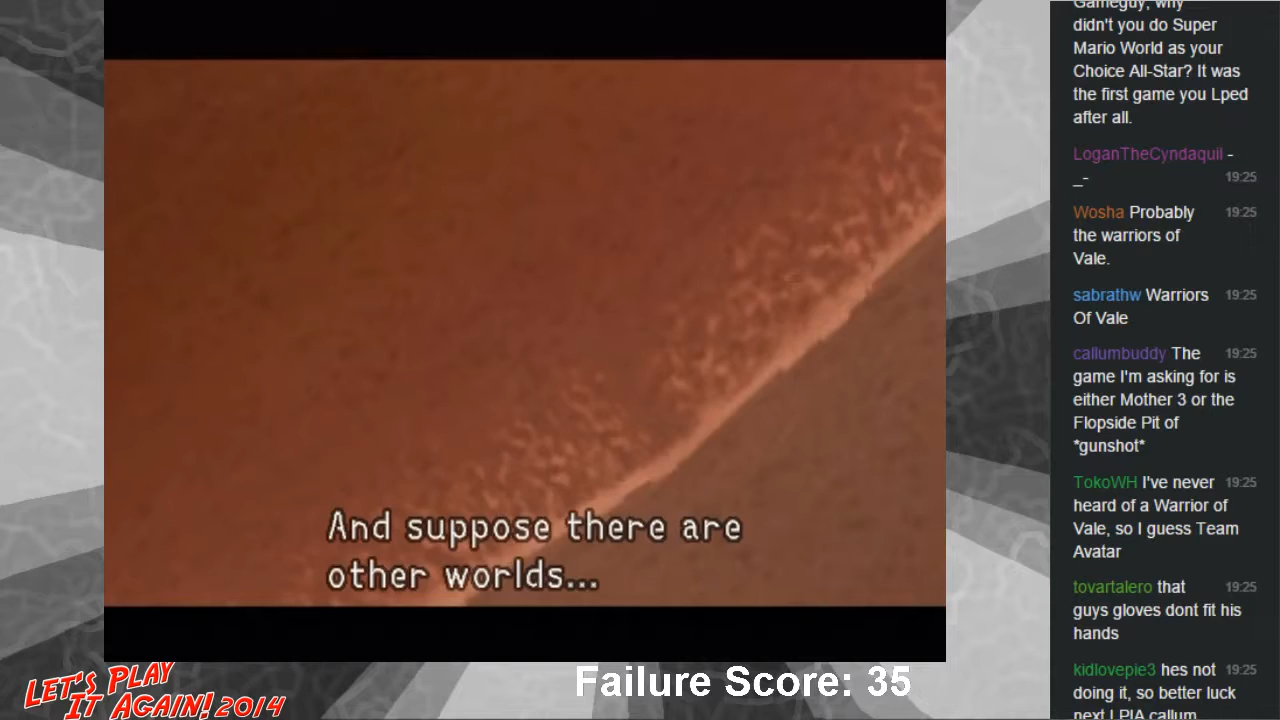 And suppose there are
other worlds...
LET'S PLAY
IT AGAIN! 2014
Failure Score: 35
Gameguy, why
didn't you do Super
Mario World as your
Choice All-Star? It was
the first game you Lped
after all.
LoganTheCyndaquil -
_- 19:25
Wosha Probably 19:25
the warriors of
Vale.
sabrathw Warriors 19:25
Of Vale
callumbuddy The 19:25
game I'm asking for is
either Mother 3 or the
Flopside Pit of
*gunshot*
TokoWH I've never 19:25
heard of a Warrior of
Vale, so I guess Team
Avatar
tovartalero that 19:25
guys gloves dont fit his
hands
kidlovepie3 hes not 19:25
doing it, so better luck
next LPIA callum